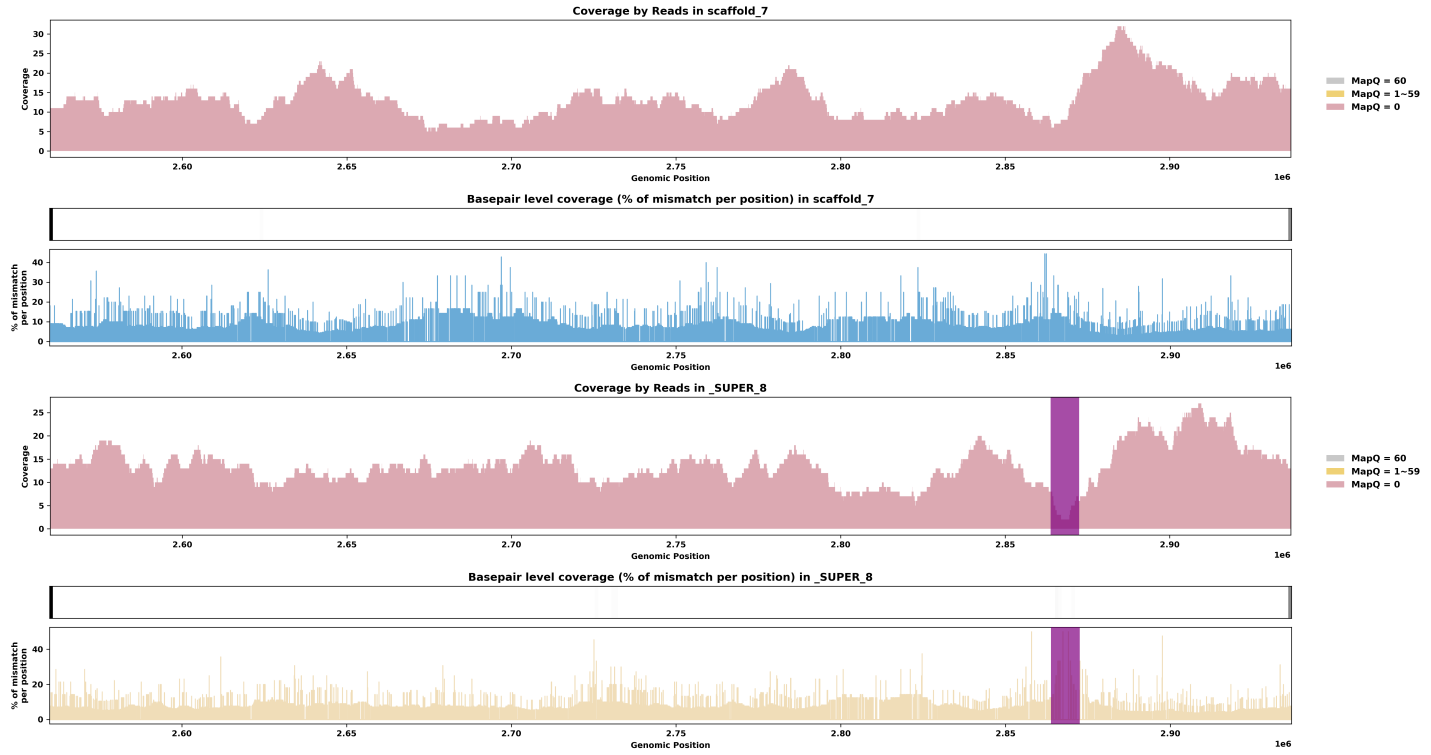 Coverage by Reads in scaffold_7
Coverage
30
25
20
15
10
5
0
2.60 2.65 2.70 2.75 2.80 2.85 2.90
Genomic Position
1e6
MapQ = 60
MapQ = 1~59
MapQ = 0
Basepair level coverage (% of mismatch per position) in scaffold_7
% of mismatch
per position
40
30
20
10
0
2.60 2.65 2.70 2.75 2.80 2.85 2.90
Genomic Position
1e6
Coverage by Reads in _SUPER_8
Coverage
25
20
15
10
5
0
2.60 2.65 2.70 2.75 2.80 2.85 2.90
Genomic Position
1e6
MapQ = 60
MapQ = 1~59
MapQ = 0
Basepair level coverage (% of mismatch per position) in _SUPER_8
% of mismatch
per position
40
20
0
2.60 2.65 2.70 2.75 2.80 2.85 2.90
Genomic Position
1e6